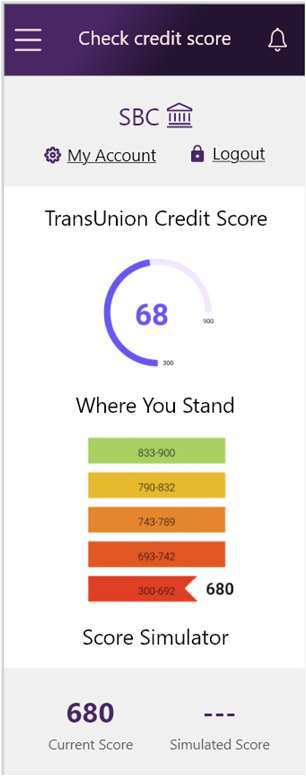 Check credit score
SBC
My Account
Logout
TransUnion Credit Score
68
900
300
Where You Stand
833-900
790-832
743-789
693-742
300-692
680
Score Simulator
680
---
Current Score
Simulated Score